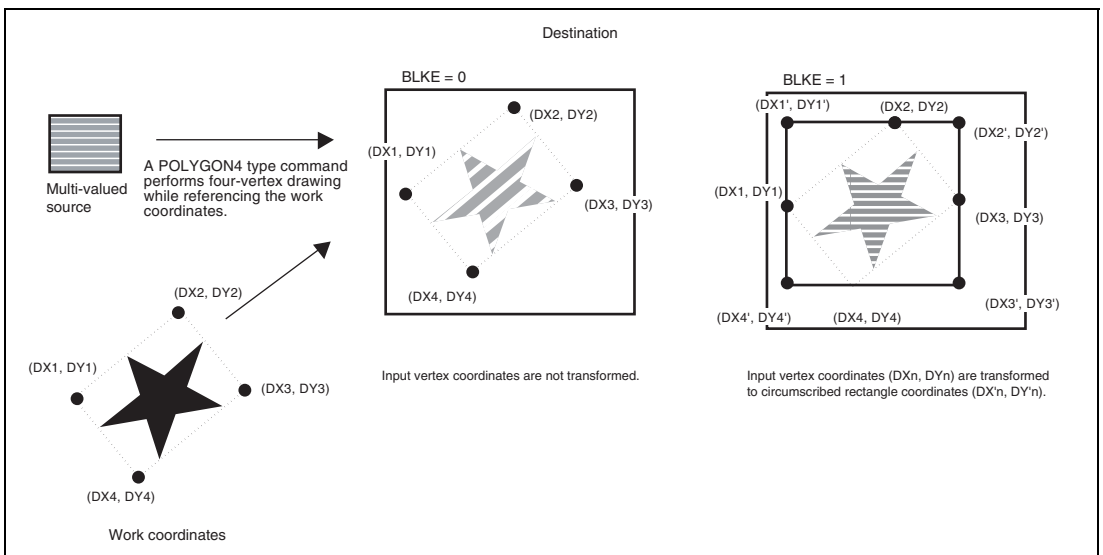 Destination
BLKE = 0
(DX2, DY2)
(DX1, DY1)
(DX3, DY3)
(DX4, DY4)
Input vertex coordinates are not transformed.
BLKE = 1
(DX1', DY1')
(DX2, DY2)
(DX2', DY2')
(DX1, DY1)
(DX3, DY3)
(DX3', DY3')
(DX4', DY4')
(DX4, DY4)
Input vertex coordinates (DXn, DYn) are transformed
to circumscribed rectangle coordinates (DX'n, DY'n).
Multi-valued
source
A POLYGON4 type command
performs four-vertex drawing
while referencing the work
coordinates.
(DX2, DY2)
(DX1, DY1)
(DX3, DY3)
(DX4, DY4)
Work coordinates